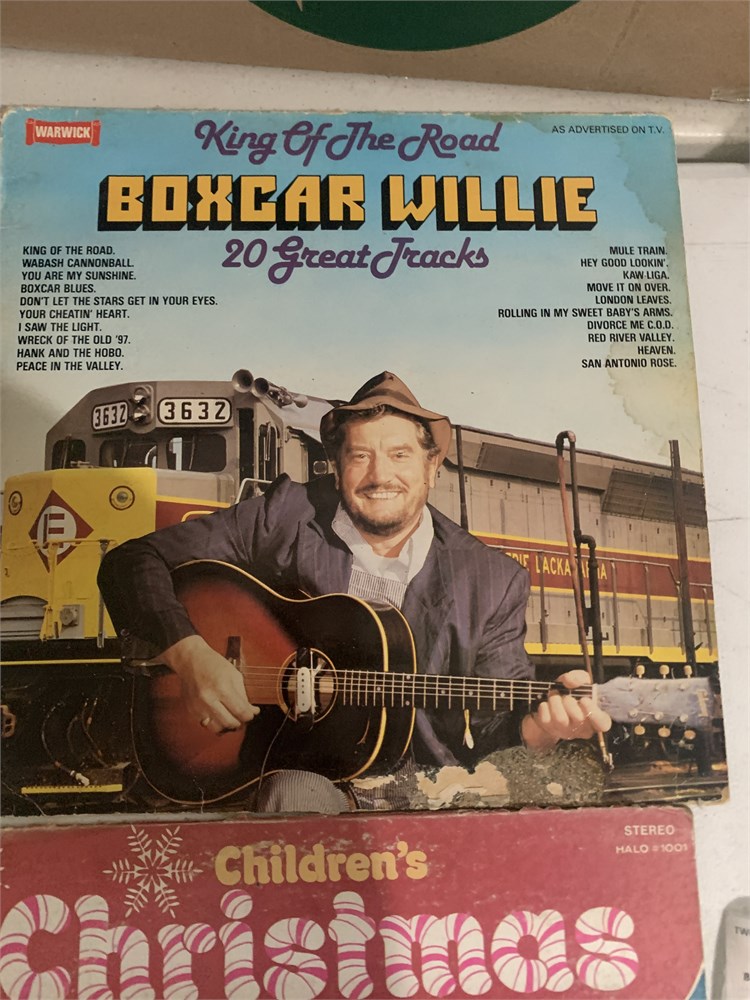 WARWICK
King Of The Road
AS ADVERTISED ON T.V.
BOXCAR WILLIE
20 Great Tracks
KING OF THE ROAD.
WABASH CANNONBALL.
YOU ARE MY SUNSHINE.
BOXCAR BLUES.
DON'T LET THE STARS GET IN YOUR EYES.
YOUR CHEATIN' HEART.
I SAW THE LIGHT.
WRECK OF THE OLD '97.
HANK AND THE HOBO.
PEACE IN THE VALLEY.
MULE TRAIN.
HEY GOOD LOOKIN'.
KAW-LIGA.
MOVE IT ON OVER.
LONDON LEAVES.
ROLLING IN MY SWEET BABY'S ARMS.
DIVORCE ME C.O.D.
RED RIVER VALLEY.
HEAVEN.
SAN ANTONIO ROSE.
3632
3632
E
LACKAWANNA
STEREO
HALO #1001
Children's
Christmas